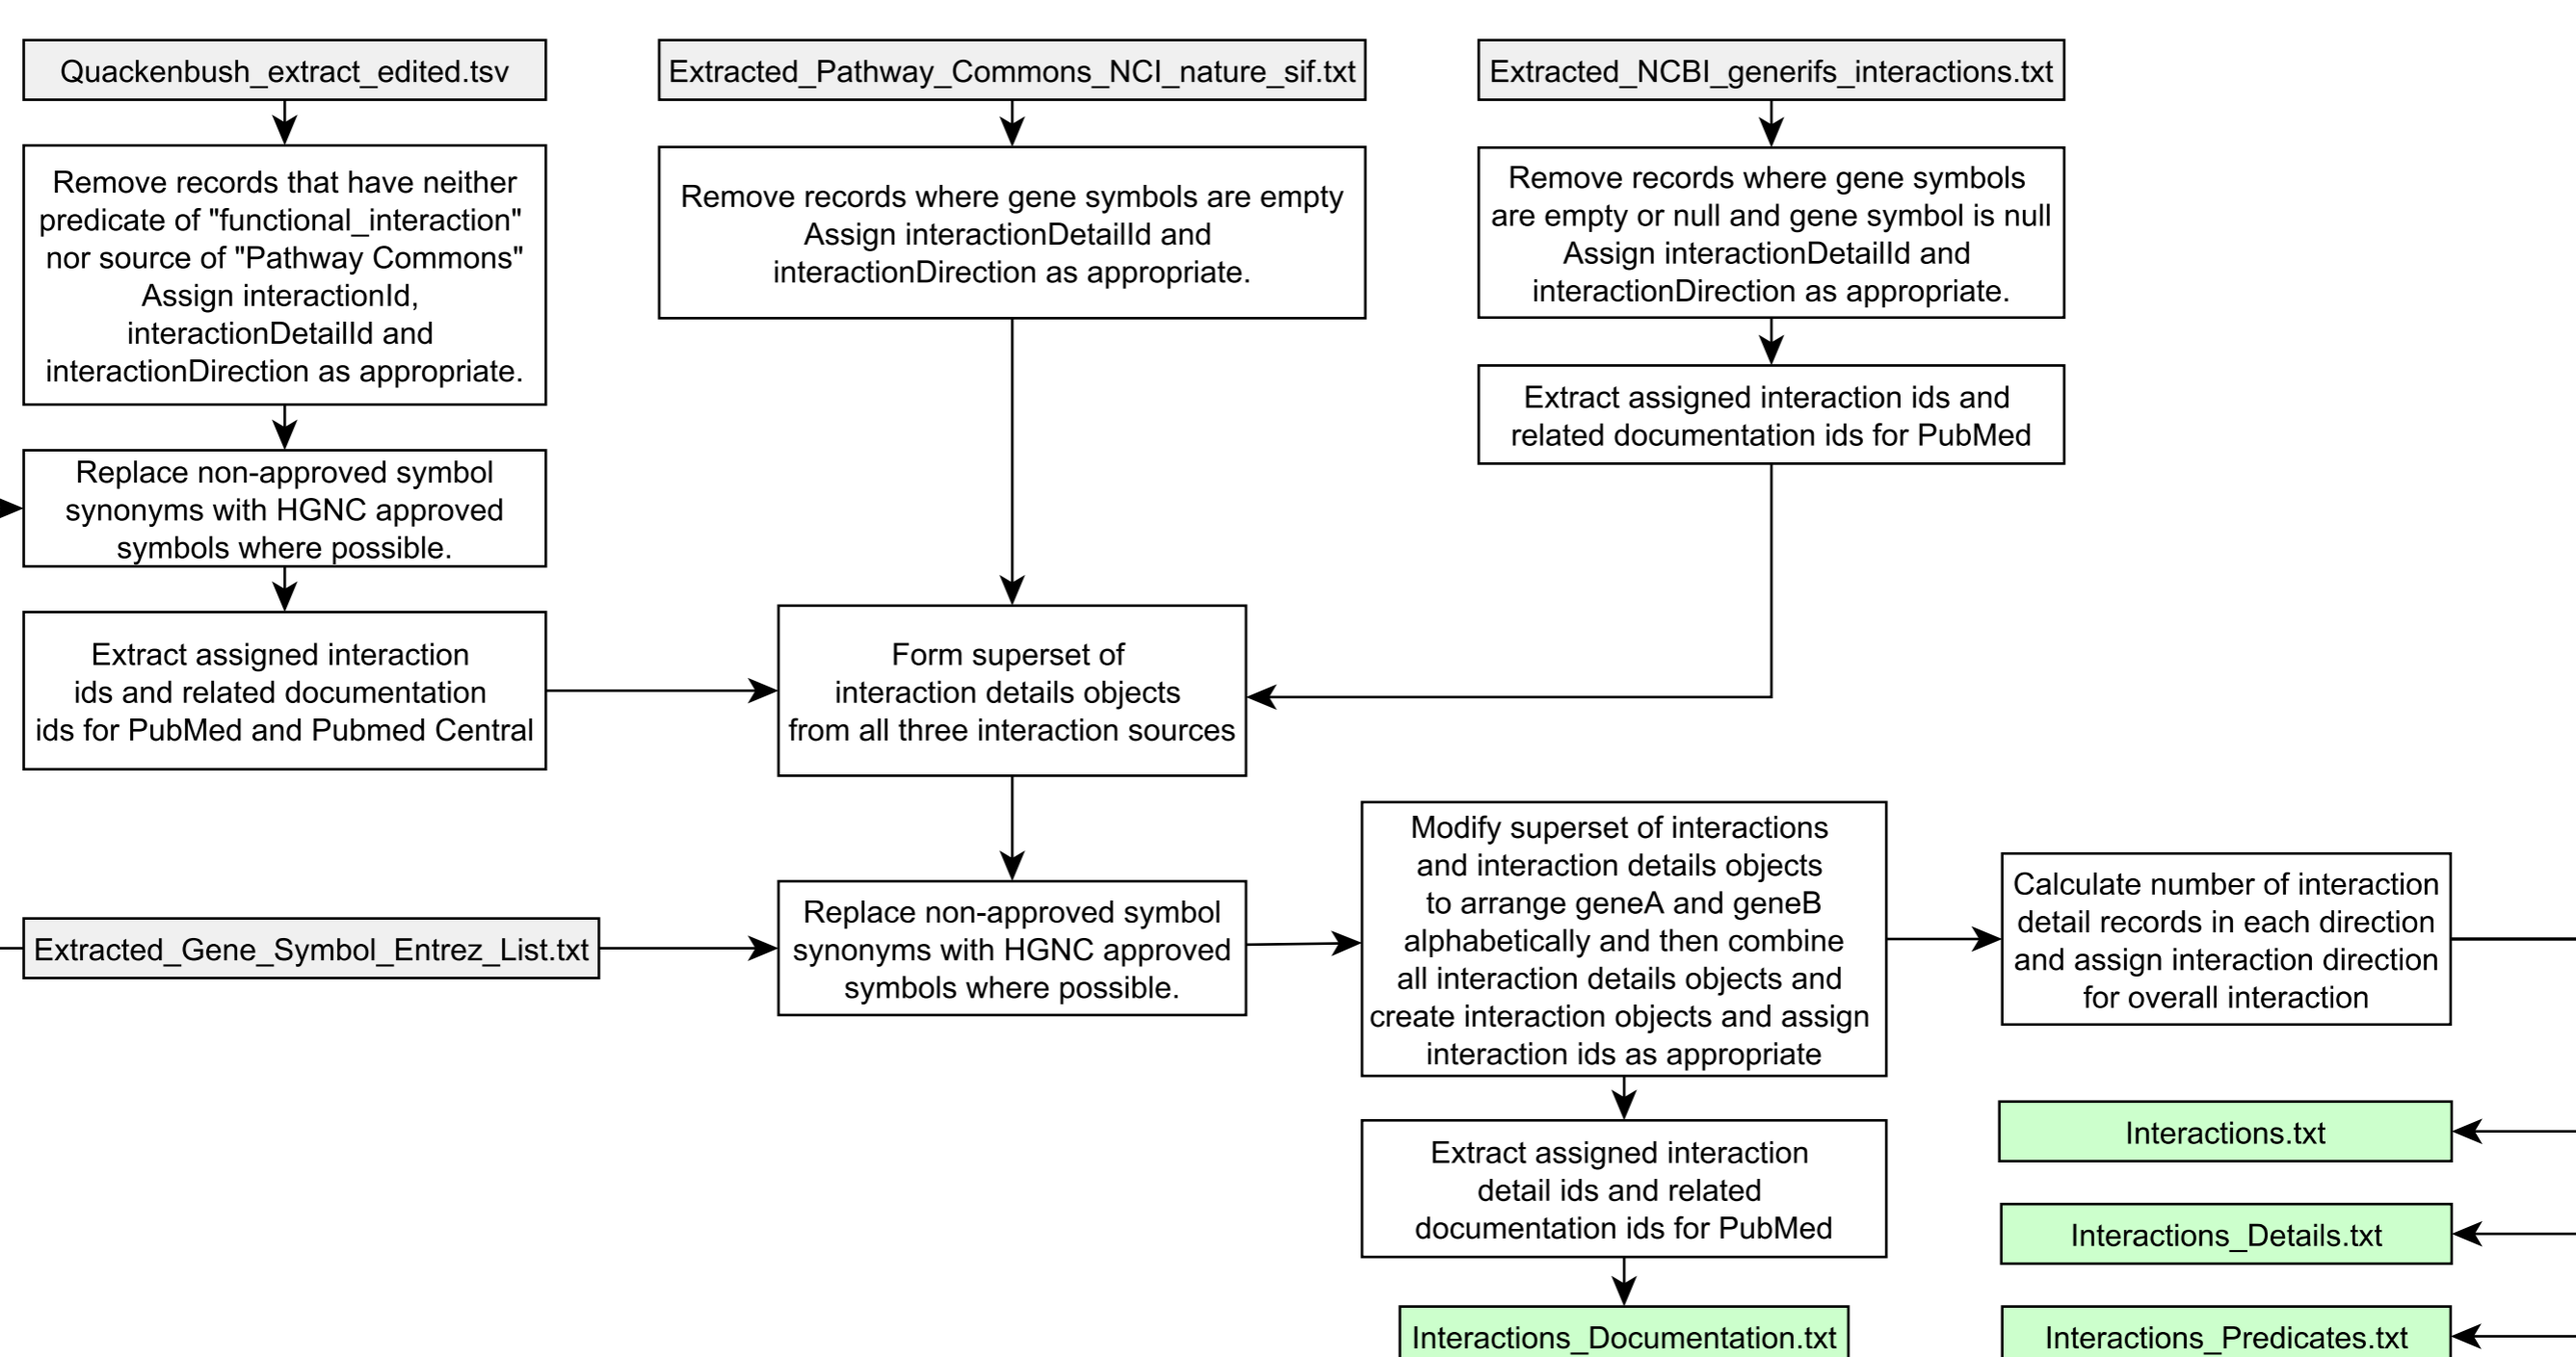 Quackenbush_extract_edited.tsv
Remove records that have neither
predicate of "functional_interaction"
nor source of "Pathway Commons"
Assign interactionId,
interactionDetailId and
interactionDirection as appropriate.
Replace non-approved symbol
synonyms with HGNC approved
symbols where possible.
Extract assigned interaction
ids and related documentation
ids for PubMed and Pubmed Central
Extracted_Pathway_Commons_NCI_nature_sif.txt
Remove records where gene symbols are empty
Assign interactionDetailId and
interactionDirection as appropriate.
Extracted_NCBI_generifs_interactions.txt
Remove records where gene symbols
are empty or null and gene symbol is null
Assign interactionDetailId and
interactionDirection as appropriate.
Extract assigned interaction ids and
related documentation ids for PubMed
Form superset of
interaction details objects
from all three interaction sources
Extracted_Gene_Symbol_Entrez_List.txt
Replace non-approved symbol
synonyms with HGNC approved
symbols where possible.
Modify superset of interactions
and interaction details objects
to arrange geneA and geneB
alphabetically and then combine
all interaction details objects and
create interaction objects and assign
interaction ids as appropriate
Calculate number of interaction
detail records in each direction
and assign interaction direction
for overall interaction
Extract assigned interaction
detail ids and related
documentation ids for PubMed
Interactions_Documentation.txt
Interactions.txt
Interactions_Details.txt
Interactions_Predicates.txt